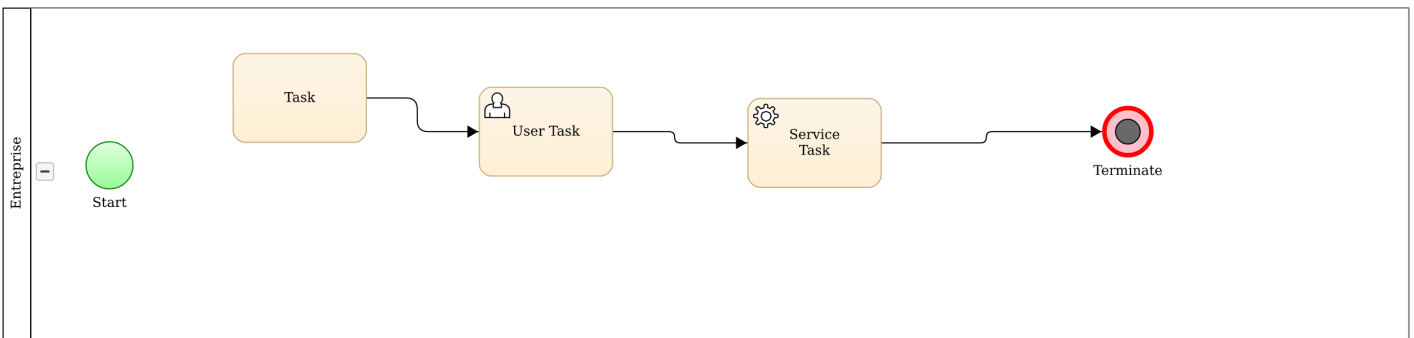 Entreprise
Start
Task
User Task
Service
Task
Terminate